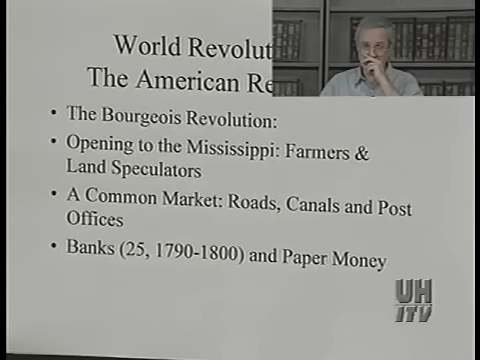 World Revolut
The American Re
• The Bourgeois Revolution:
• Opening to the Mississippi: Farmers &
Land Speculators
• A Common Market: Roads, Canals and Post
Offices
• Banks (25, 1790-1800) and Paper Money
UH
ITV